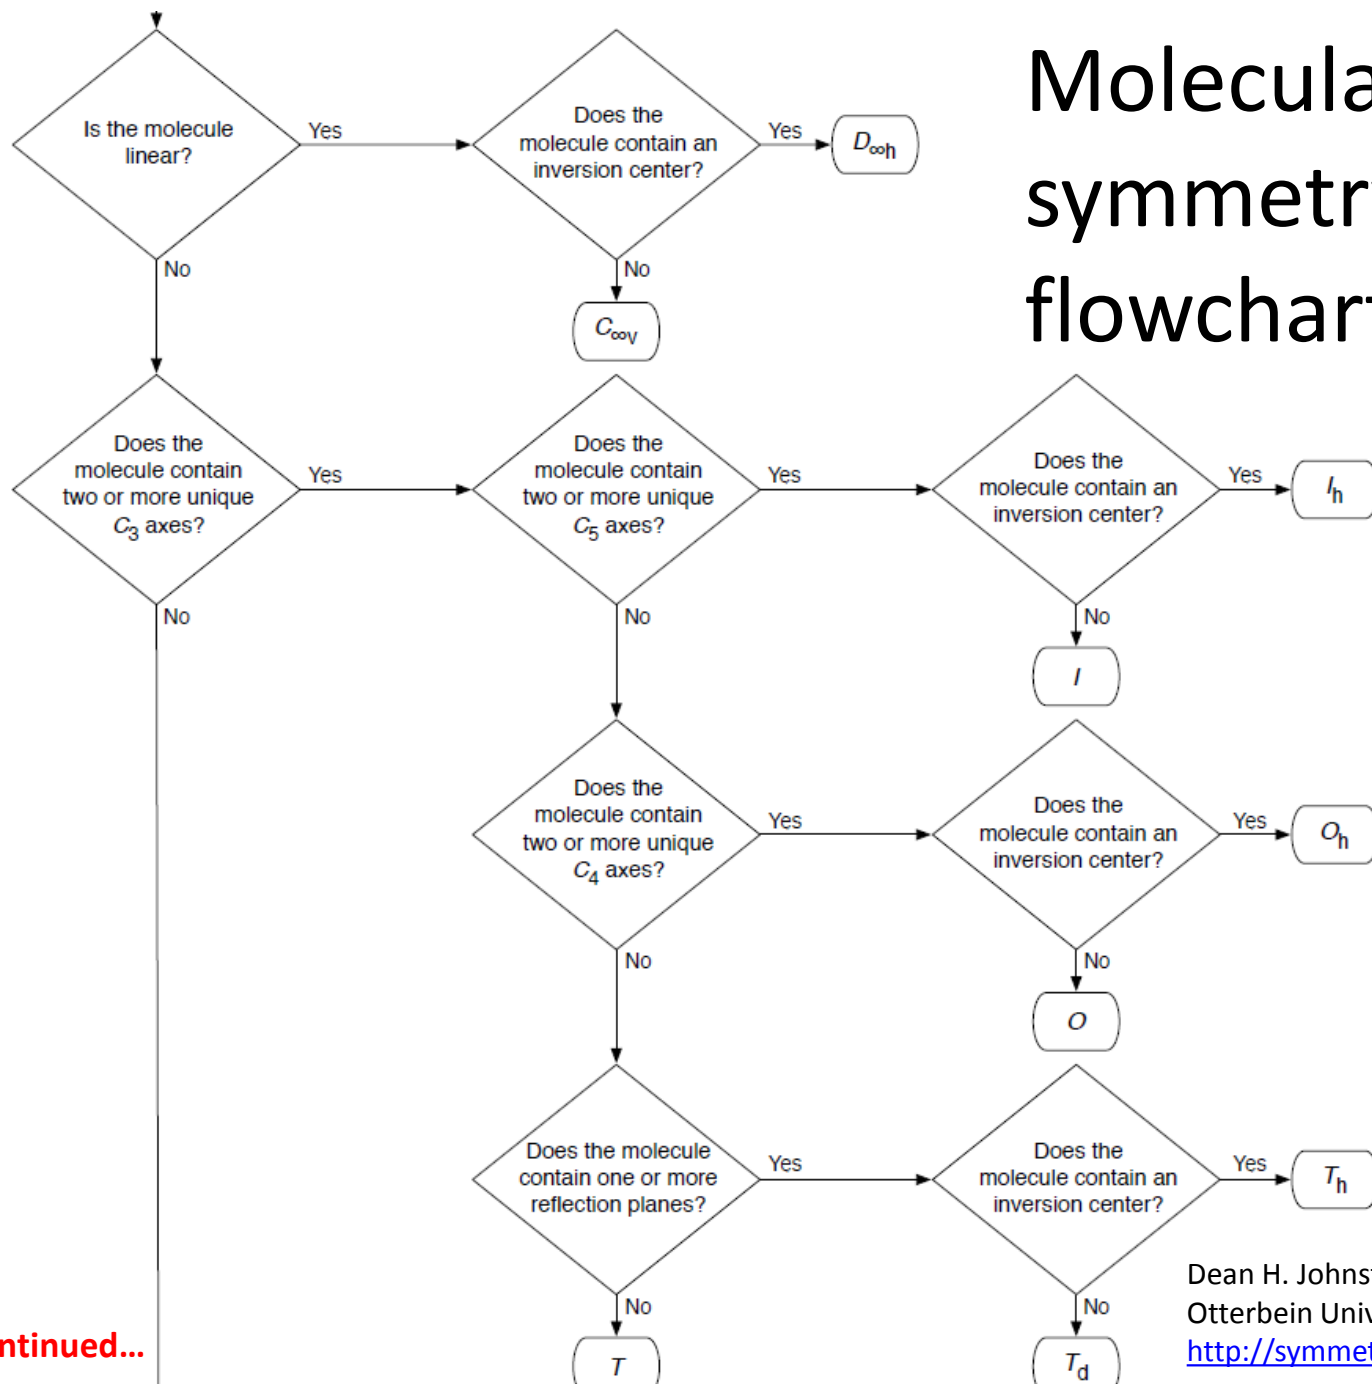 Is the molecule
linear?
Yes
Does the
molecule contain an
inversion center?
Yes
D∞h
No
No
C∞v
Does the
molecule contain
two or more unique
C3 axes?
Yes
Does the
molecule contain
two or more unique
C5 axes?
Yes
Does the
molecule contain an
inversion center?
Yes
Ih
No
No
No
I
Does the
molecule contain
two or more unique
C4 axes?
Yes
Does the
molecule contain an
inversion center?
Yes
Oh
No
No
O
Does the molecule
contain one or more
reflection planes?
Yes
Does the
molecule contain an
inversion center?
Yes
Th
No
No
T
Td
Molecula
symmetr
flowchar
Dean H. Johns
Otterbein Univ
http://symmet
ntinued...